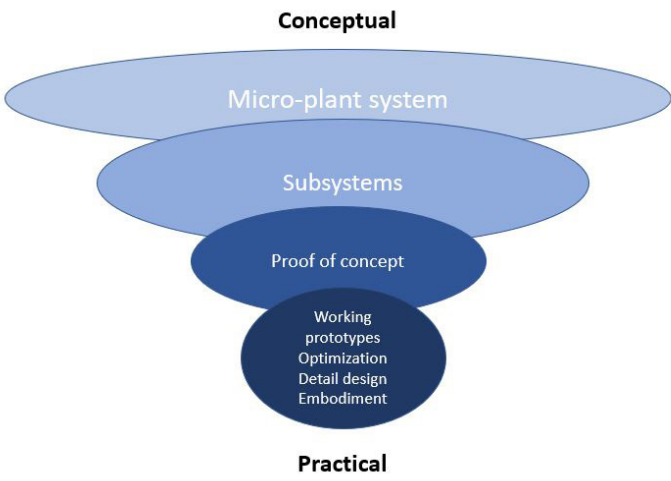 Conceptual
Micro-plant system
Subsystems
Proof of concept
Working
prototypes
Optimization
Detail design
Embodiment
Practical